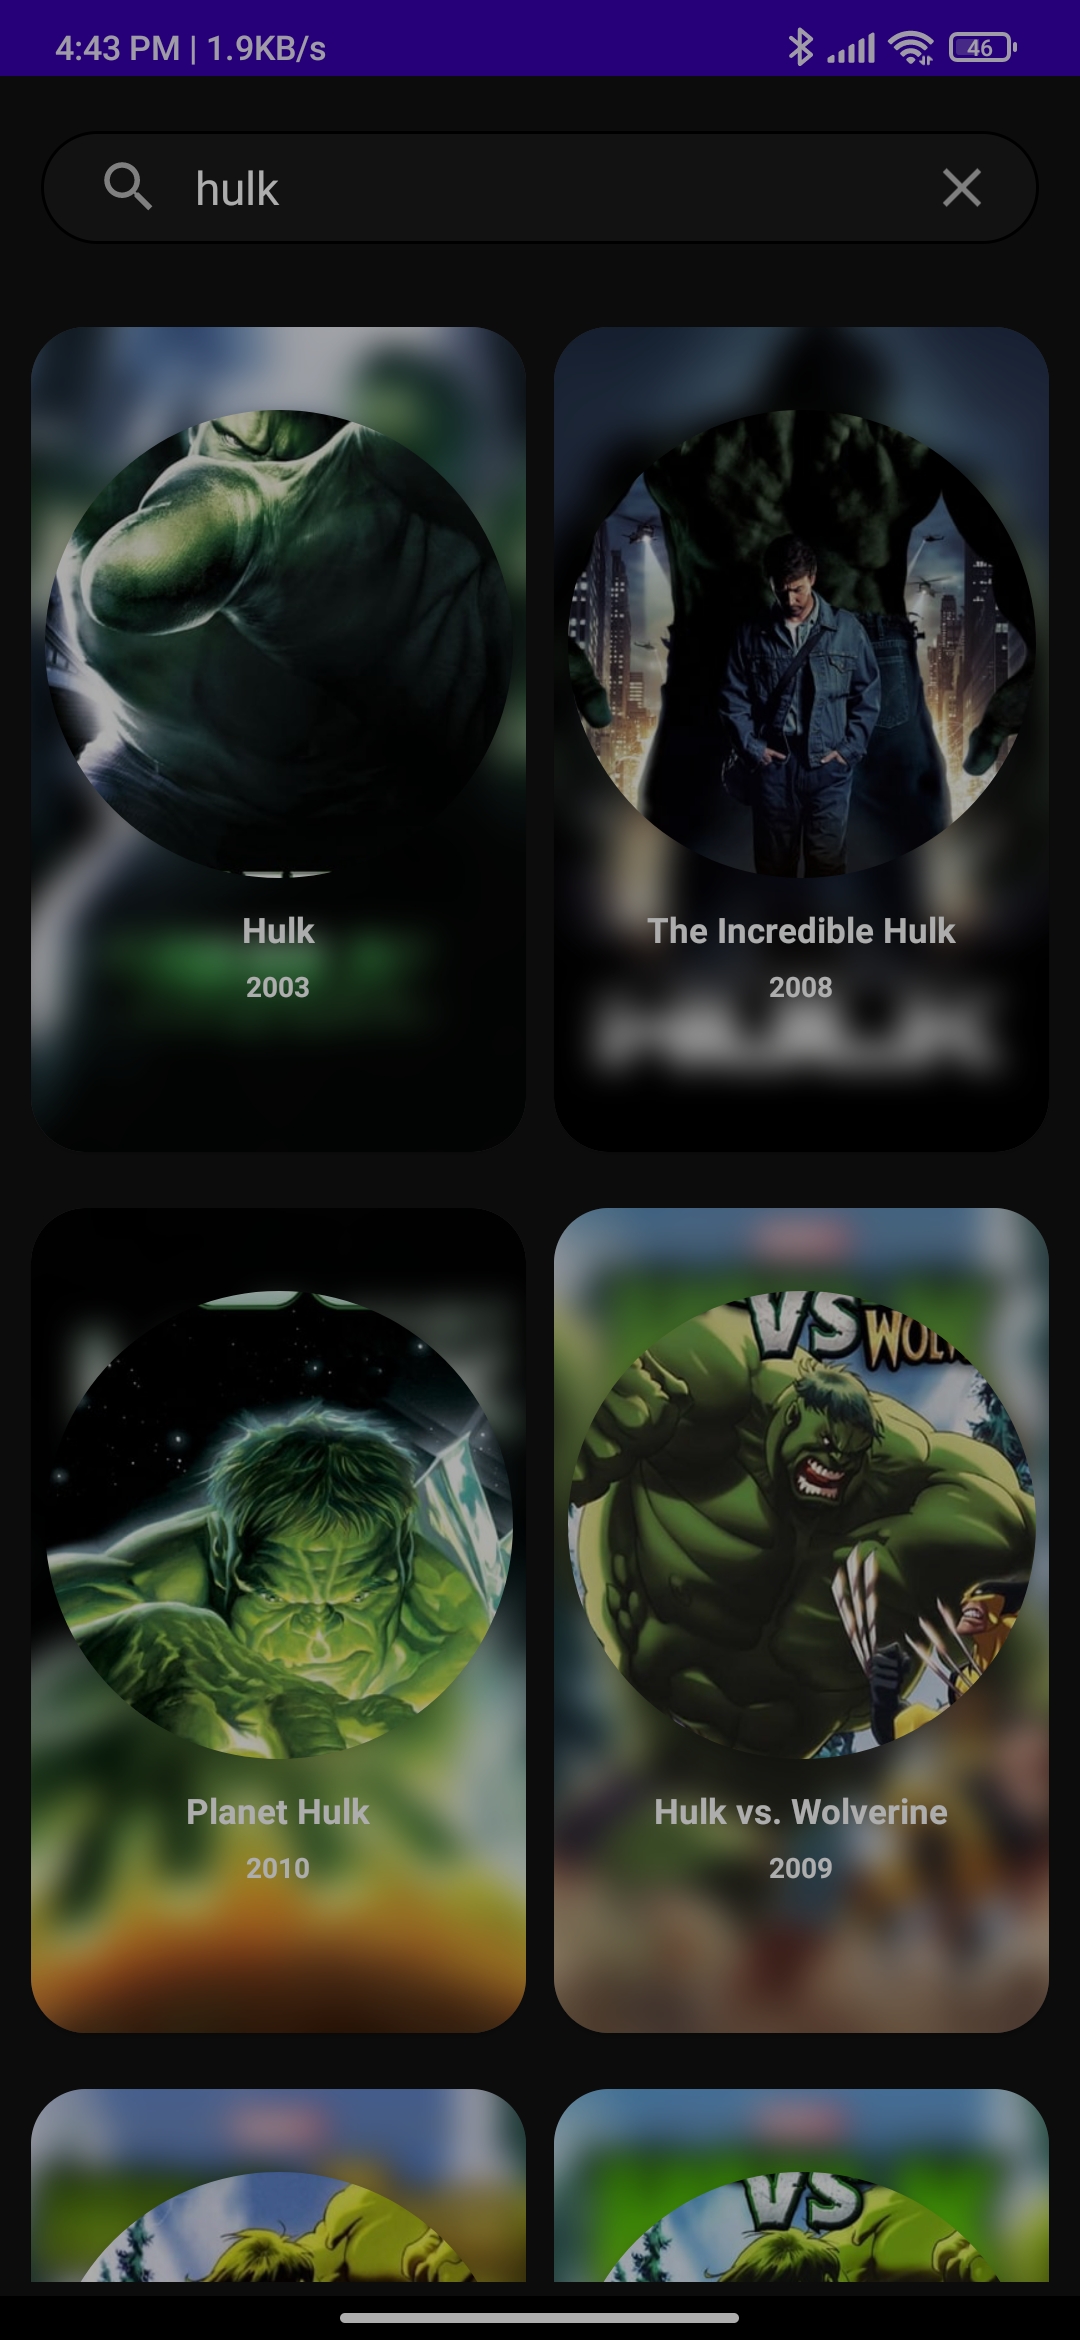 4:43 PM | 1.9KB/s
46
hulk
Hulk
2003
The Incredible Hulk
2008
HULK
VS
Planet Hulk
2010
Hulk vs. Wolverine
2009
VS